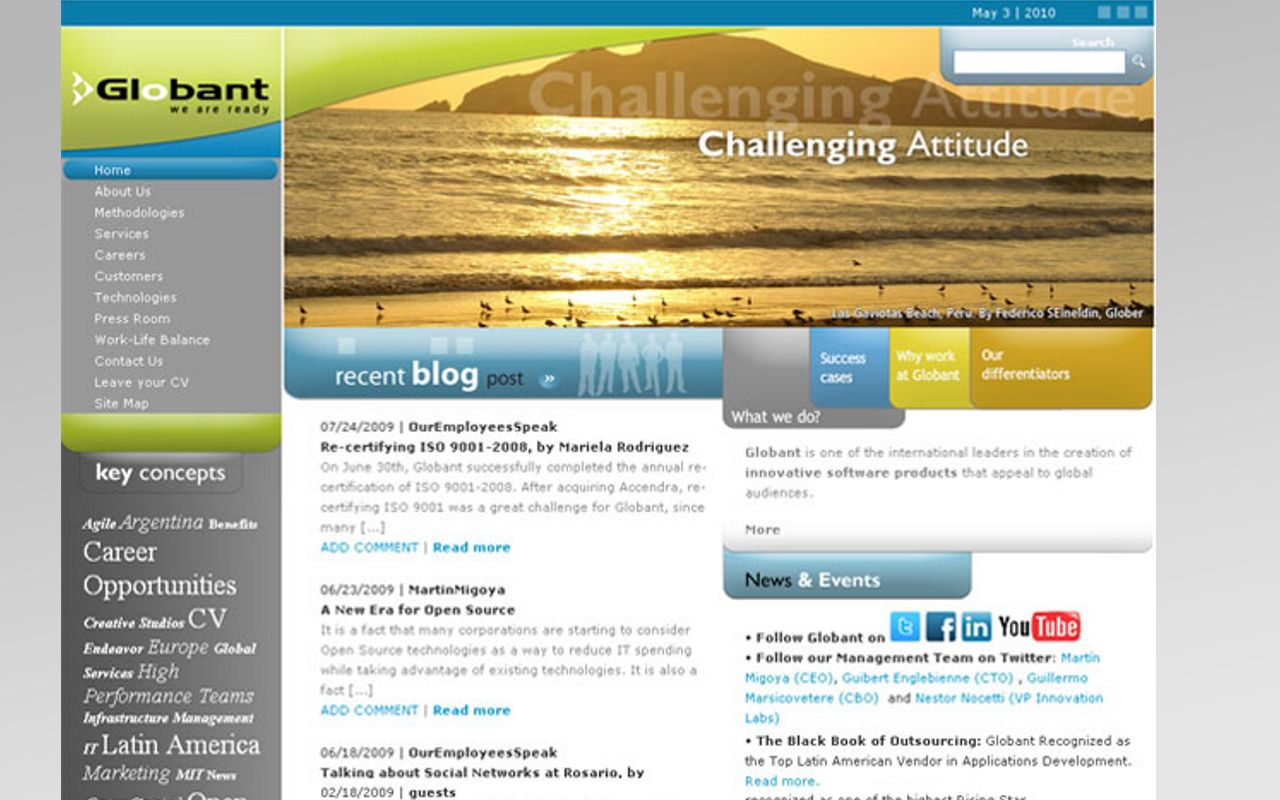 May 3 | 2010
Search
Globant
we are ready
Challenging Attitude
Challenging Attitude
Las Gaviotas Beach, Perú. By Federico SEineldin, Glober
Home
About Us
Methodologies
Services
Careers
Customers
Technologies
Press Room
Work-Life Balance
Contact Us
Leave your CV
Site Map
key concepts
Agile Argentina Benefits
Career
Opportunities
Creative Studios CV
Endeavor Europe Global
Services High
Performance Teams
Infrastructure Management
IT Latin America
Marketing MIT News
Open
recent blog post »
07/24/2009 | OurEmployeesSpeak
Re-certifying ISO 9001-2008, by Mariela Rodriguez
On June 30th, Globant successfully completed the annual re-
certification of ISO 9001-2008. After acquiring Accendra, re-
certifying ISO 9001 was a great challenge for Globant, since
many [...]
ADD COMMENT | Read more
06/23/2009 | MartinMigoya
A New Era for Open Source
It is a fact that many corporations are starting to consider
Open Source technologies as a way to reduce IT spending
while taking advantage of existing technologies. It is also a
fact [...]
ADD COMMENT | Read more
06/18/2009 | OurEmployeesSpeak
Talking about Social Networks at Rosario, by
02/18/2009 | guests
What we do?
Success
cases
Why work
at Globant
Our
differentiators
Globant is one of the international leaders in the creation of
innovative software products that appeal to global
audiences.
More
News & Events
• Follow Globant on t f in YouTube
• Follow our Management Team on Twitter: Martín
Migoya (CEO), Guibert Englebienne (CTO) , Guillermo
Marsicovetere (CBO) and Nestor Nocetti (VP Innovation
Labs)
• The Black Book of Outsourcing: Globant Recognized as
the Top Latin American Vendor in Applications Development.
Read more.
recognized as one of the highest Rising Star